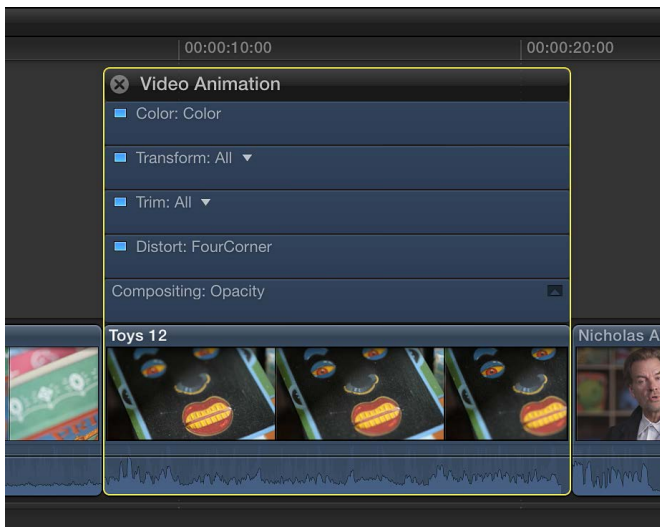 00:00:10:00
00:00:20:00
Video Animation
Color: Color
Transform: All
Trim: All
Distort: FourCorner
Compositing: Opacity
Toys 12
Nicholas A